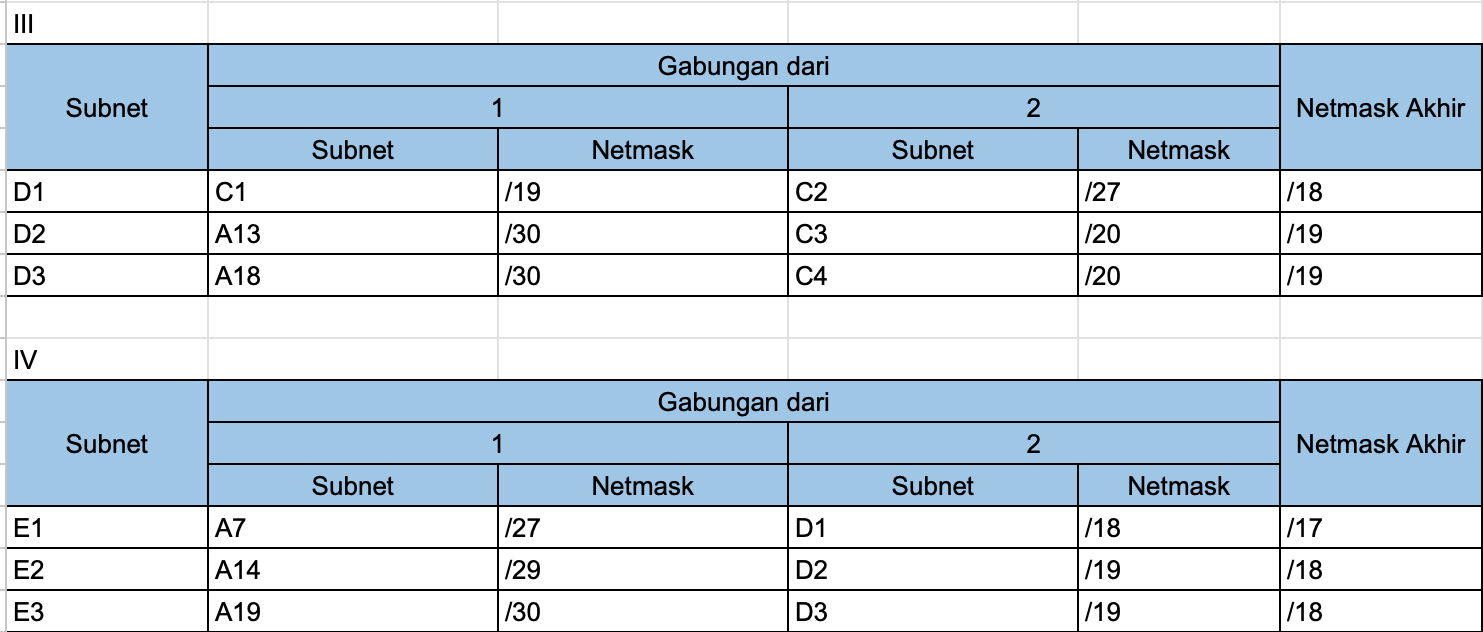 III
Subnet Gabungan dari Netmask Akhir
1 2
Subnet Netmask Subnet Netmask
D1 C1 /19 C2 /27 /18
D2 A13 /30 C3 /20 /19
D3 A18 /30 C4 /20 /19
IV
Subnet Gabungan dari Netmask Akhir
1 2
Subnet Netmask Subnet Netmask
E1 A7 /27 D1 /18 /17
E2 A14 /29 D2 /19 /18
E3 A19 /30 D3 /19 /18